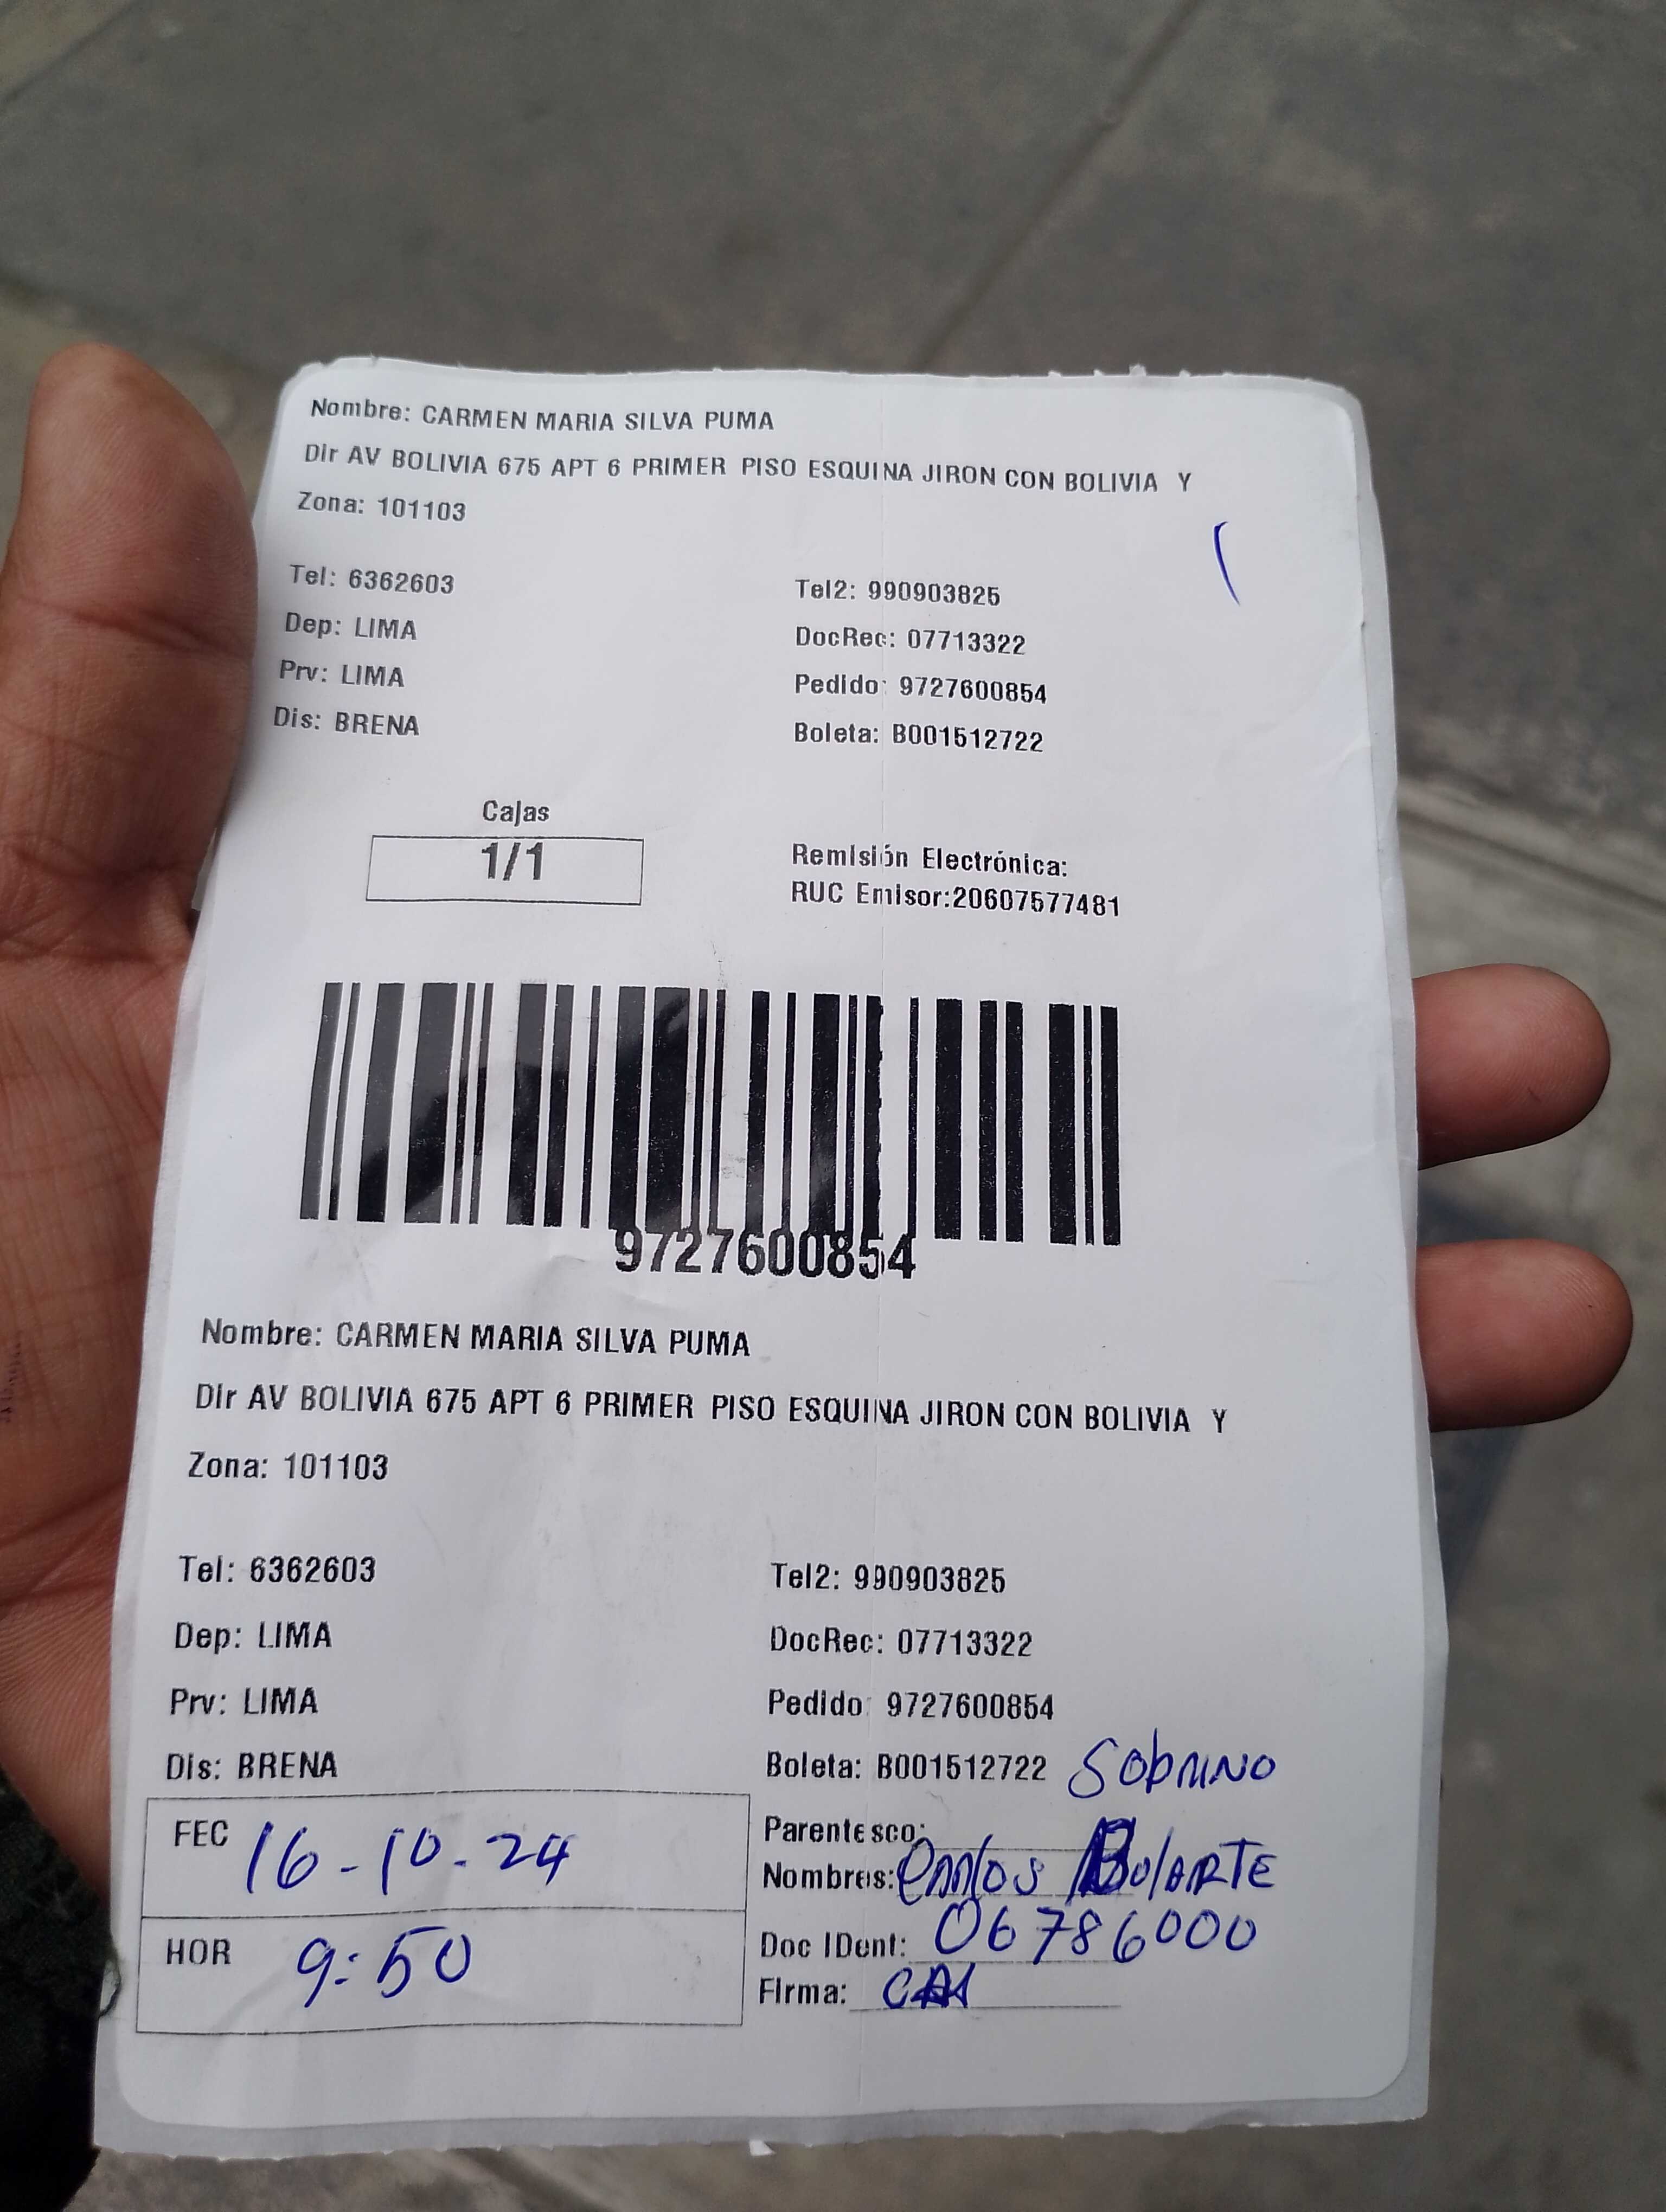 Nombre: CARMEN MARIA SILVA PUMA
Dir AV BOLIVIA 675 APT 6 PRIMER PISO ESQUINA JIRON CON BOLIVIA Y
Zona: 101103
Tel: 6362603 Tel2: 990903825
Dep: LIMA DocRec: 07713322
Prv: LIMA Pedido: 9727600854
Dis: BRENA Boleta: B001512722
Cajas
1/1
Remisión Electrónica:
RUC Emisor:20607577481
9727600854
Nombre: CARMEN MARIA SILVA PUMA
Dir AV BOLIVIA 675 APT 6 PRIMER PISO ESQUINA JIRON CON BOLIVIA Y
Zona: 101103
Tel: 6362603 Tel2: 990903825
Dep: LIMA DocRec: 07713322
Prv: LIMA Pedido: 9727600854
Dis: BRENA Boleta: B001512722 Sobrino
FEC 16-10-24 Parentesco:
Nombres: Carlos BolARTE
HOR 9:50 Doc IDent: 06786000
Firma: